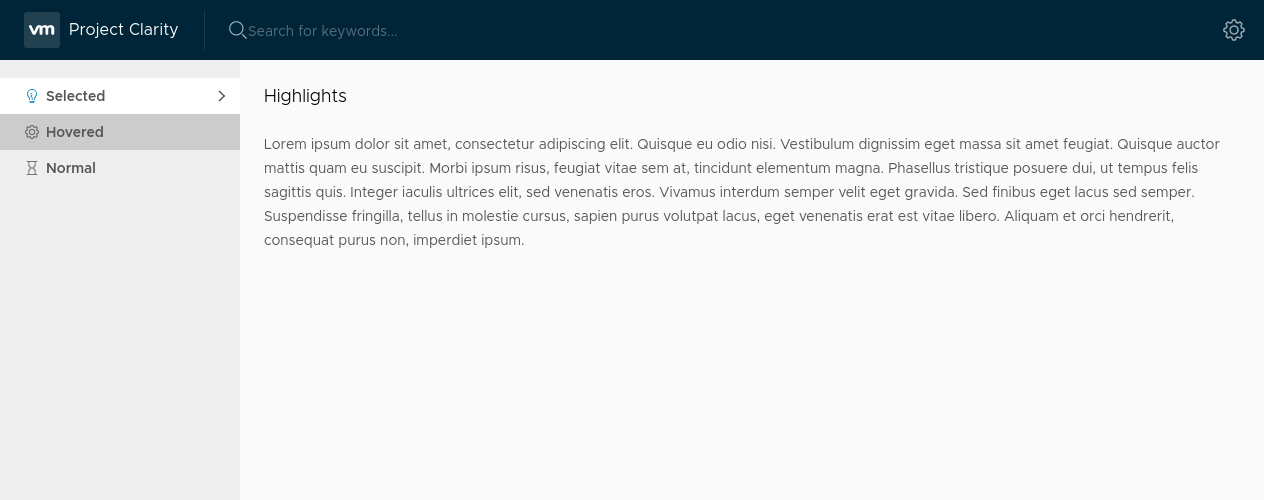 vm Project Clarity Search for keywords...
Selected
Hovered
Normal
Highlights
Lorem ipsum dolor sit amet, consectetur adipiscing elit. Quisque eu odio nisi. Vestibulum dignissim eget massa sit amet feugiat. Quisque auctor
mattis quam eu suscipit. Morbi ipsum risus, feugiat vitae sem at, tincidunt elementum magna. Phasellus tristique posuere dui, ut tempus felis
sagittis quis. Integer iaculis ultrices elit, sed venenatis eros. Vivamus interdum semper velit eget gravida. Sed finibus eget lacus sed semper.
Suspendisse fringilla, tellus in molestie cursus, sapien purus volutpat lacus, eget venenatis erat est vitae libero. Aliquam et orci hendrerit,
consequat purus non, imperdiet ipsum.